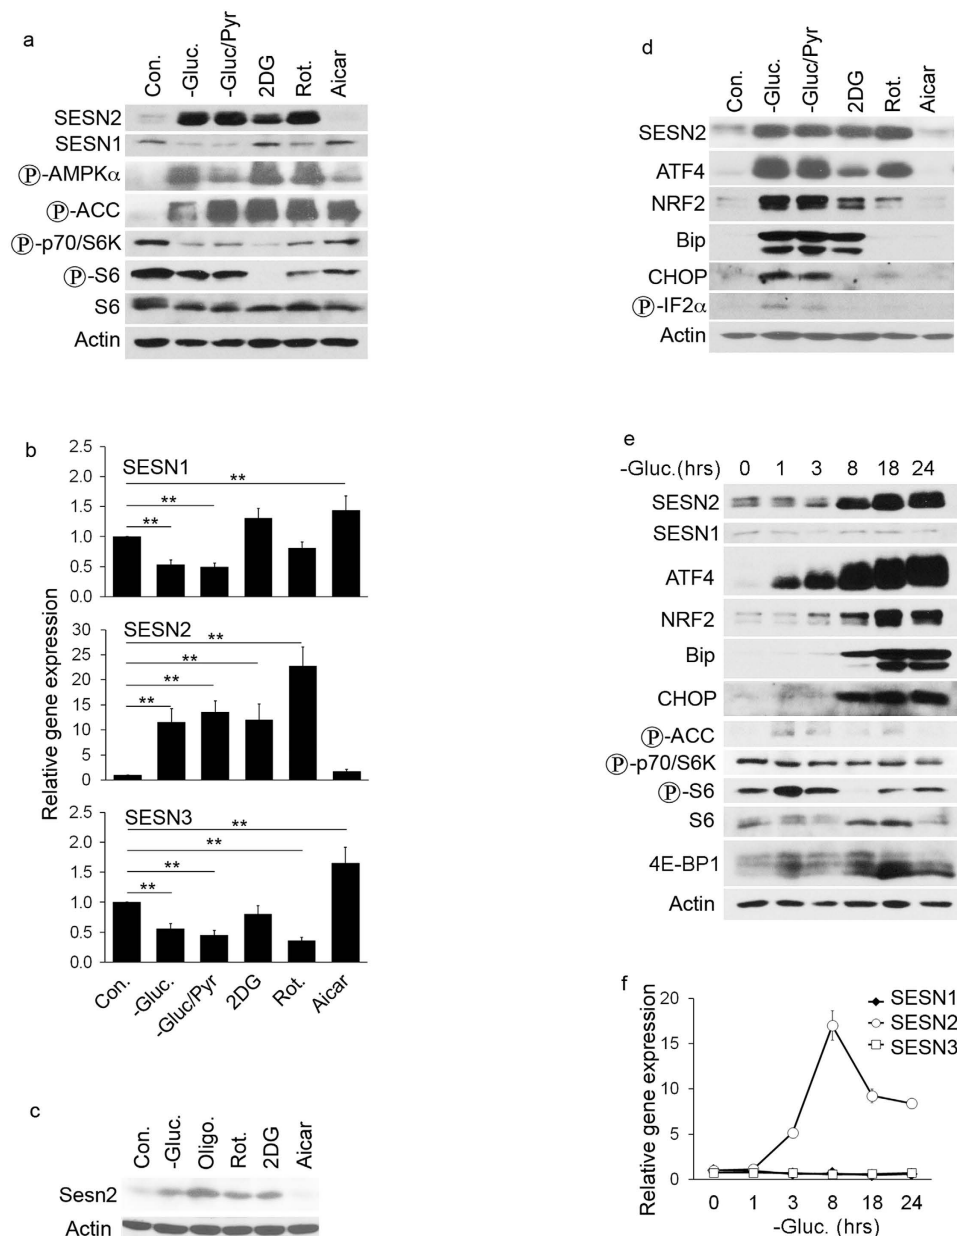 a
Con.
-Gluc.
-Gluc/Pyr
2DG
Rot.
Aicar
SESN2
SESN1
Ⓟ-AMPKα
Ⓟ-ACC
Ⓟ-p70/S6K
Ⓟ-S6
S6
Actin
b
Relative gene expression
SESN1
2.5
2.0
1.5
1.0
0.5
0.0
**
**
**
SESN2
30
25
20
15
10
5
0
**
**
**
**
SESN3
2.5
2.0
1.5
1.0
0.5
0.0
**
**
**
**
Con.
-Gluc.
-Gluc/Pyr
2DG
Rot.
Aicar
c
Con.
-Gluc.
Oligo.
Rot.
2DG
Aicar
Sesn2
Actin
d
Con.
-Gluc.
-Gluc/Pyr
2DG
Rot.
Aicar
SESN2
ATF4
NRF2
Bip
CHOP
Ⓟ-IF2α
Actin
e
-Gluc.(hrs) 0 1 3 8 18 24
SESN2
SESN1
ATF4
NRF2
Bip
CHOP
Ⓟ-ACC
Ⓟ-p70/S6K
Ⓟ-S6
S6
4E-BP1
Actin
f
Relative gene expression
20
15
10
5
0
SESN1
SESN2
SESN3
0 1 3 8 18 24
-Gluc. (hrs)